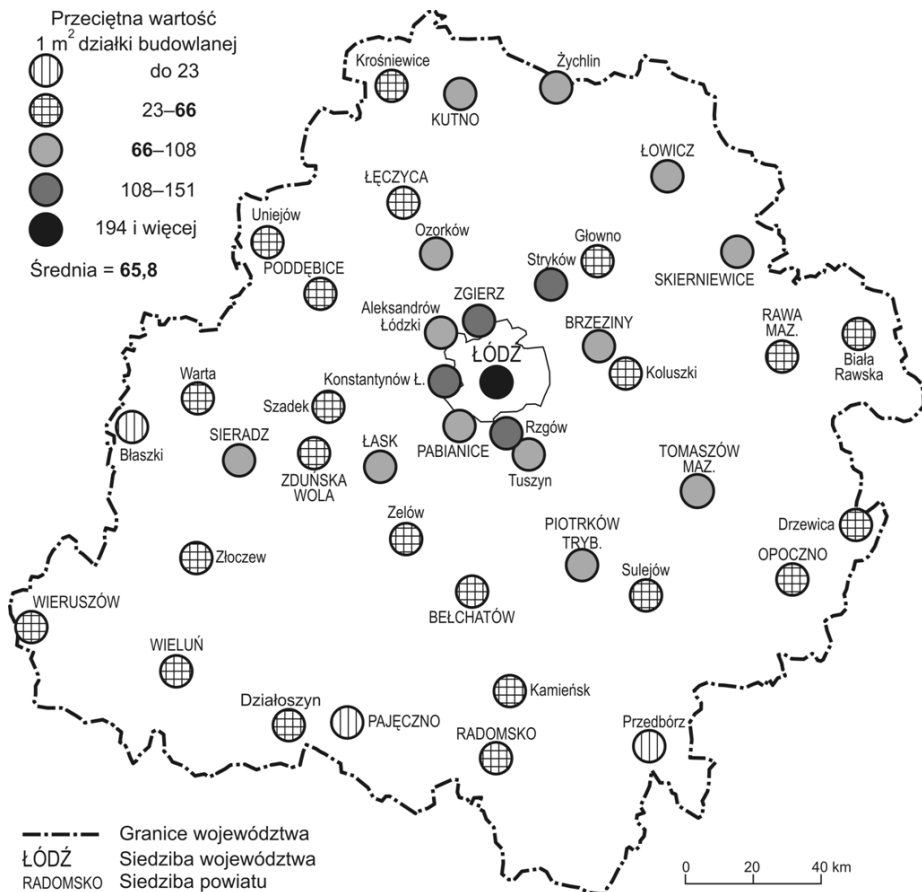 Przeciętna wartość
1 m² działki budowlanej
do 23
23–66
66–108
108–151
194 i więcej
Średnia = 65,8
Krośniewice
KUTNO
Żychlin
ŁOWICZ
ŁĘCZYCA
Uniejów
PODDĘBICE
Ozorków
Głowno
Stryków
SKIERNIEWICE
Aleksandrów
Łódzki
ZGIERZ
BRZEZINY
RAWA
MAZ.
Biała
Rawska
ŁÓDŹ
Koluszki
Konstantynów Ł.
Warta
Szadek
Błaszki
SIERADZ
ZDUŃSKA
WOLA
ŁASK
PABIANICE
Rzgów
Tuszyn
TOMASZÓW
MAZ.
Zelów
PIOTRKÓW
TRYB.
Drzewica
OPOCZNO
Złoczew
Sulejów
BEŁCHATÓW
WIERUSZÓW
WIELUŃ
Kamieńsk
Działoszyn
PAJĘCZNO
RADOMSKO
Przedbórz
Granice województwa
ŁÓDŹ Siedziba województwa
RADOMSKO Siedziba powiatu
0 20 40 km